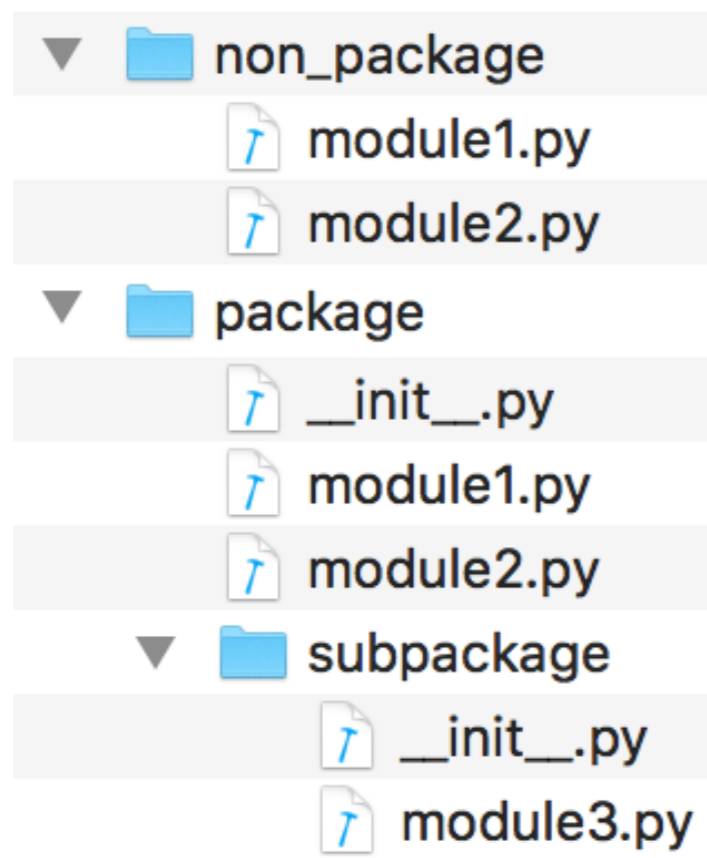 non_package
module1.py
module2.py
package
__init__.py
module1.py
module2.py
subpackage
__init__.py
module3.py